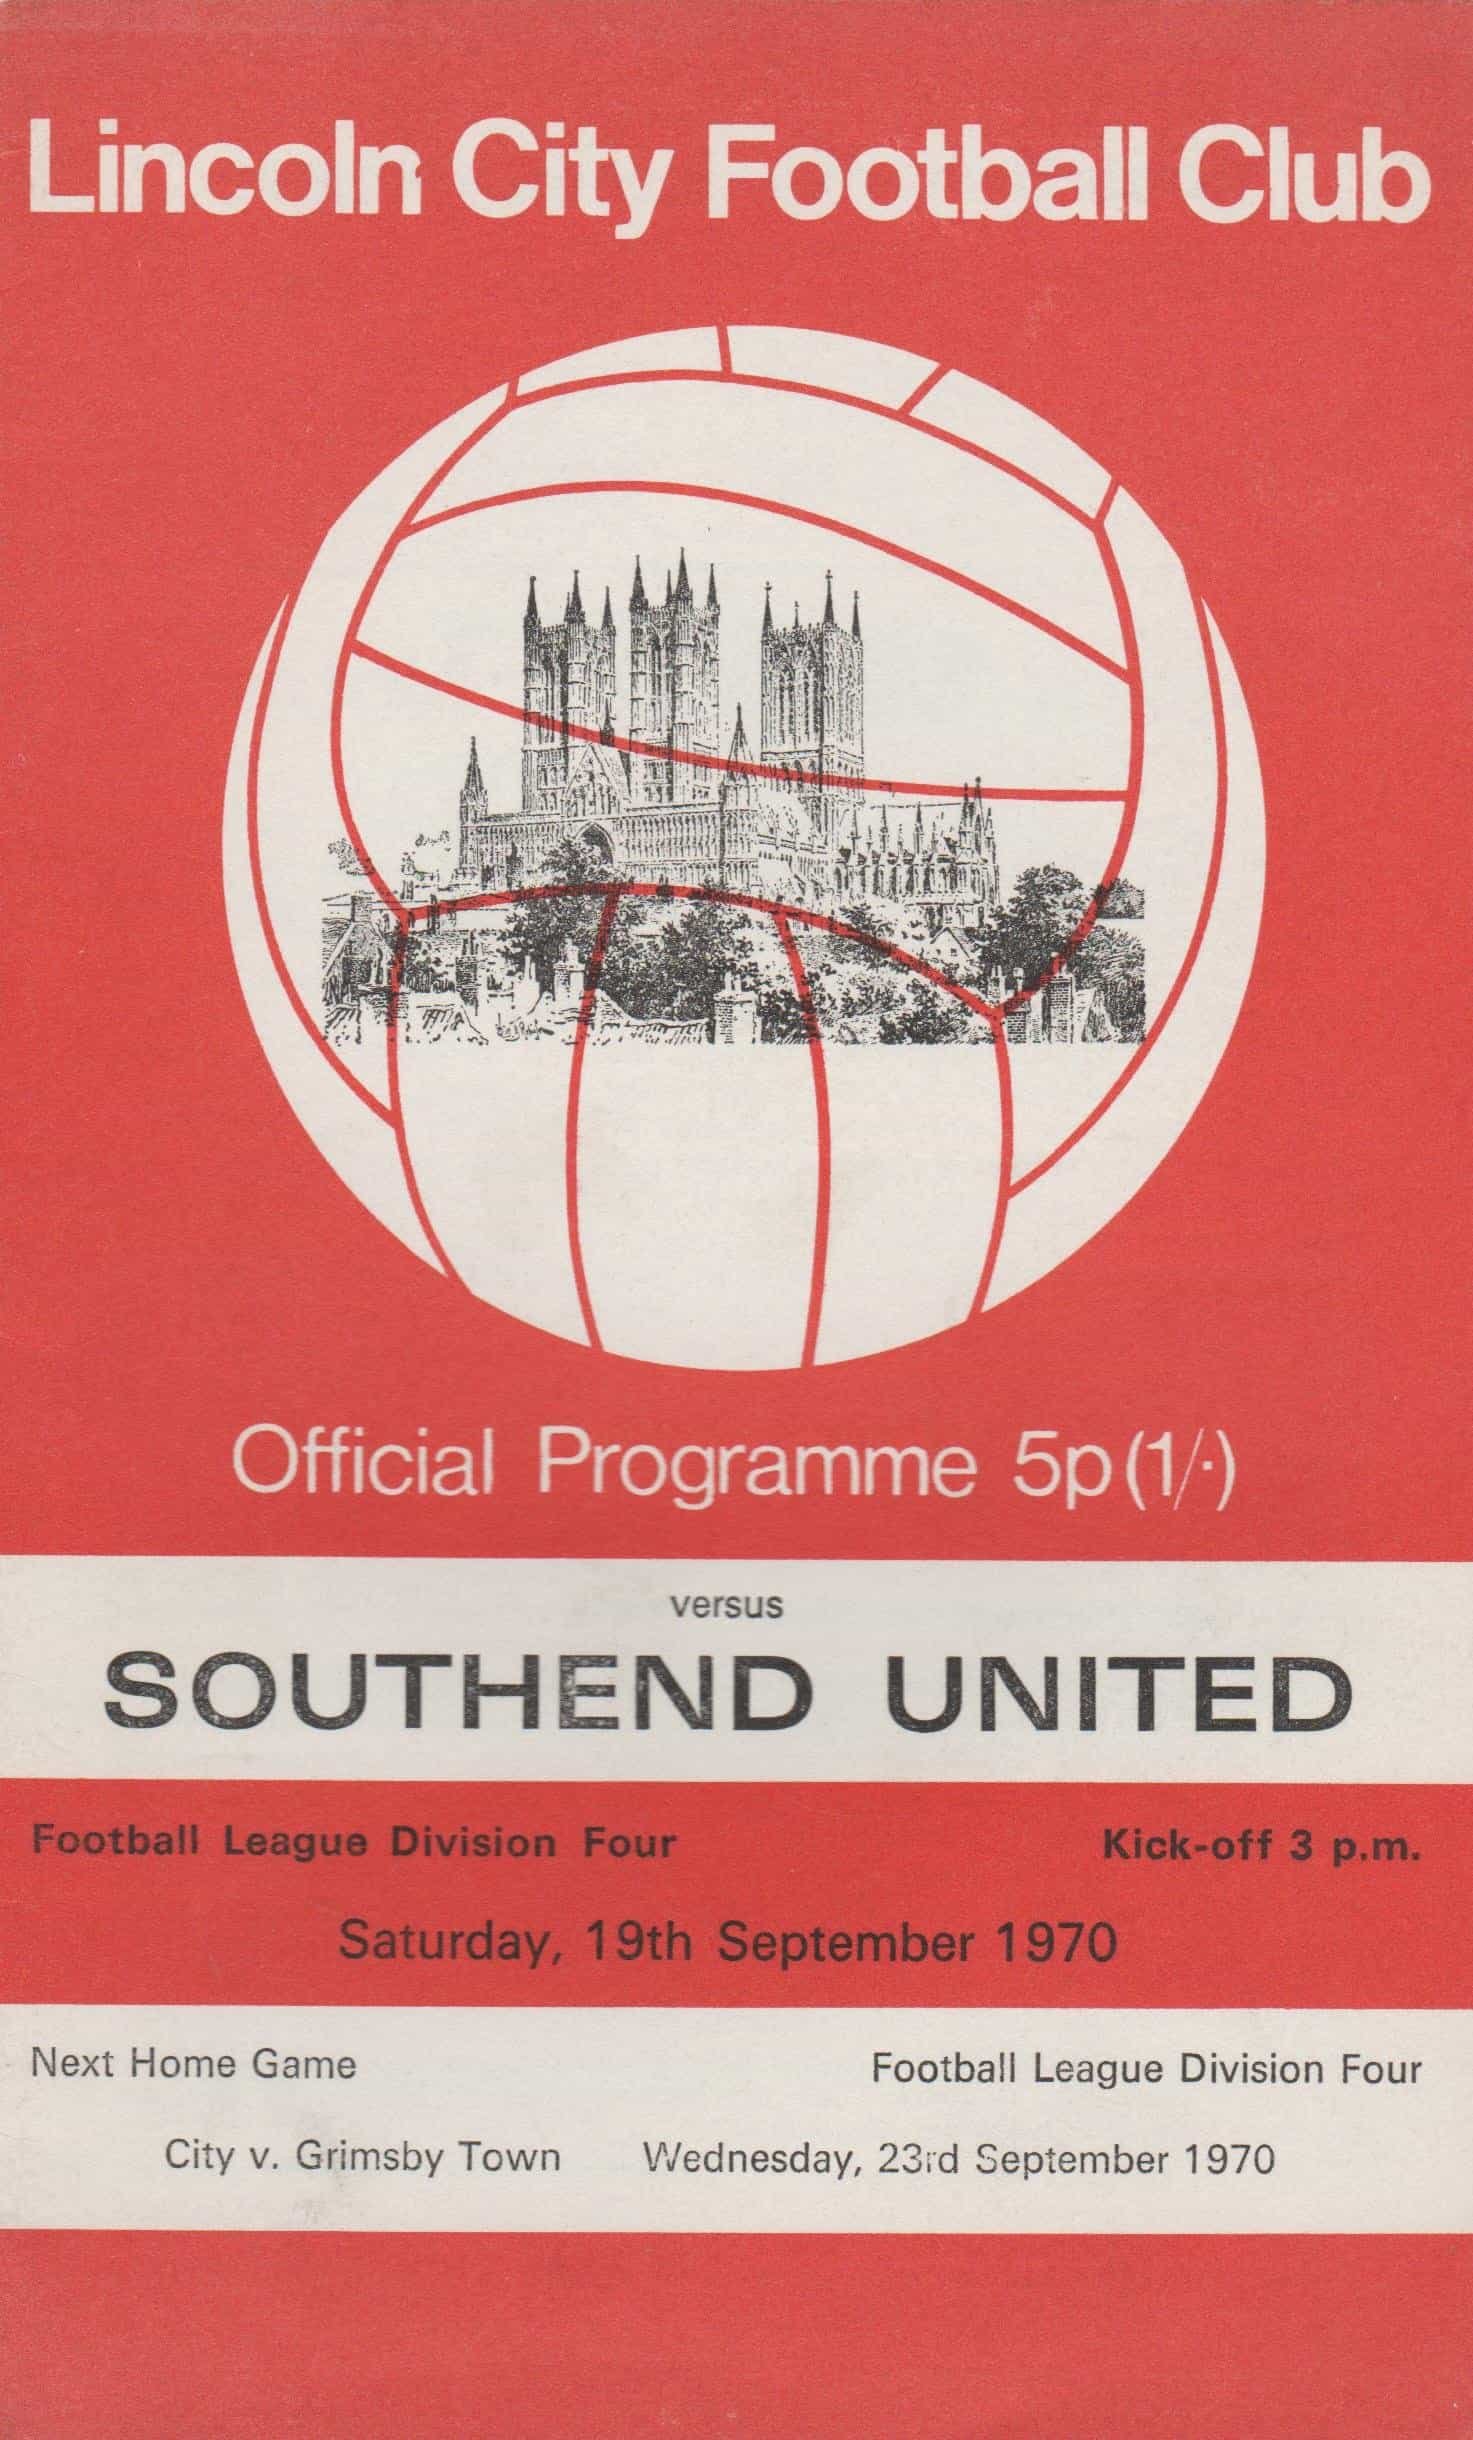 Lincoln City Football Club
Official Programme 5p (1/-)
versus
SOUTHEND UNITED
Football League Division Four Kick-off 3 p.m.
Saturday, 19th September 1970
Next Home Game Football League Division Four
City v. Grimsby Town Wednesday, 23rd September 1970